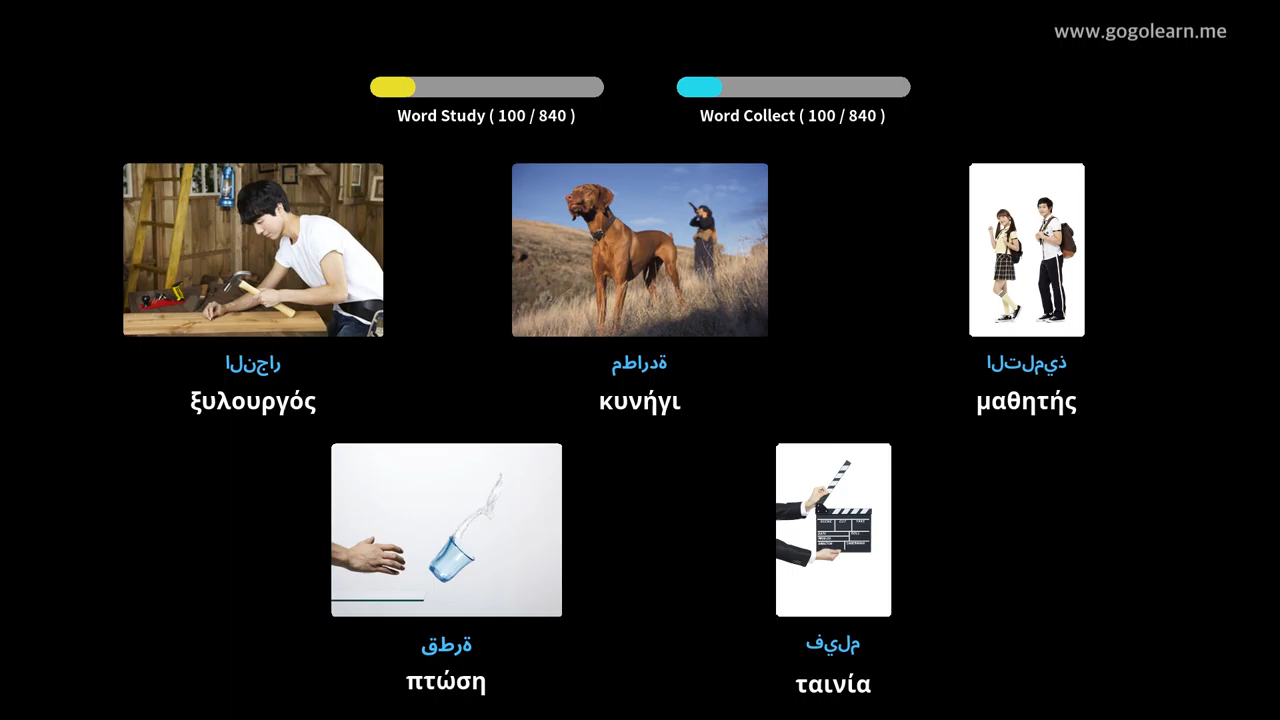 www.gogolearn.me
Word Study ( 100 / 840 )
Word Collect ( 100 / 840 )
النجار
مطاردة
التلميذ
ξυλουργός
κυνήγι
μαθητής
قطرة
فيلم
πτώση
ταινία